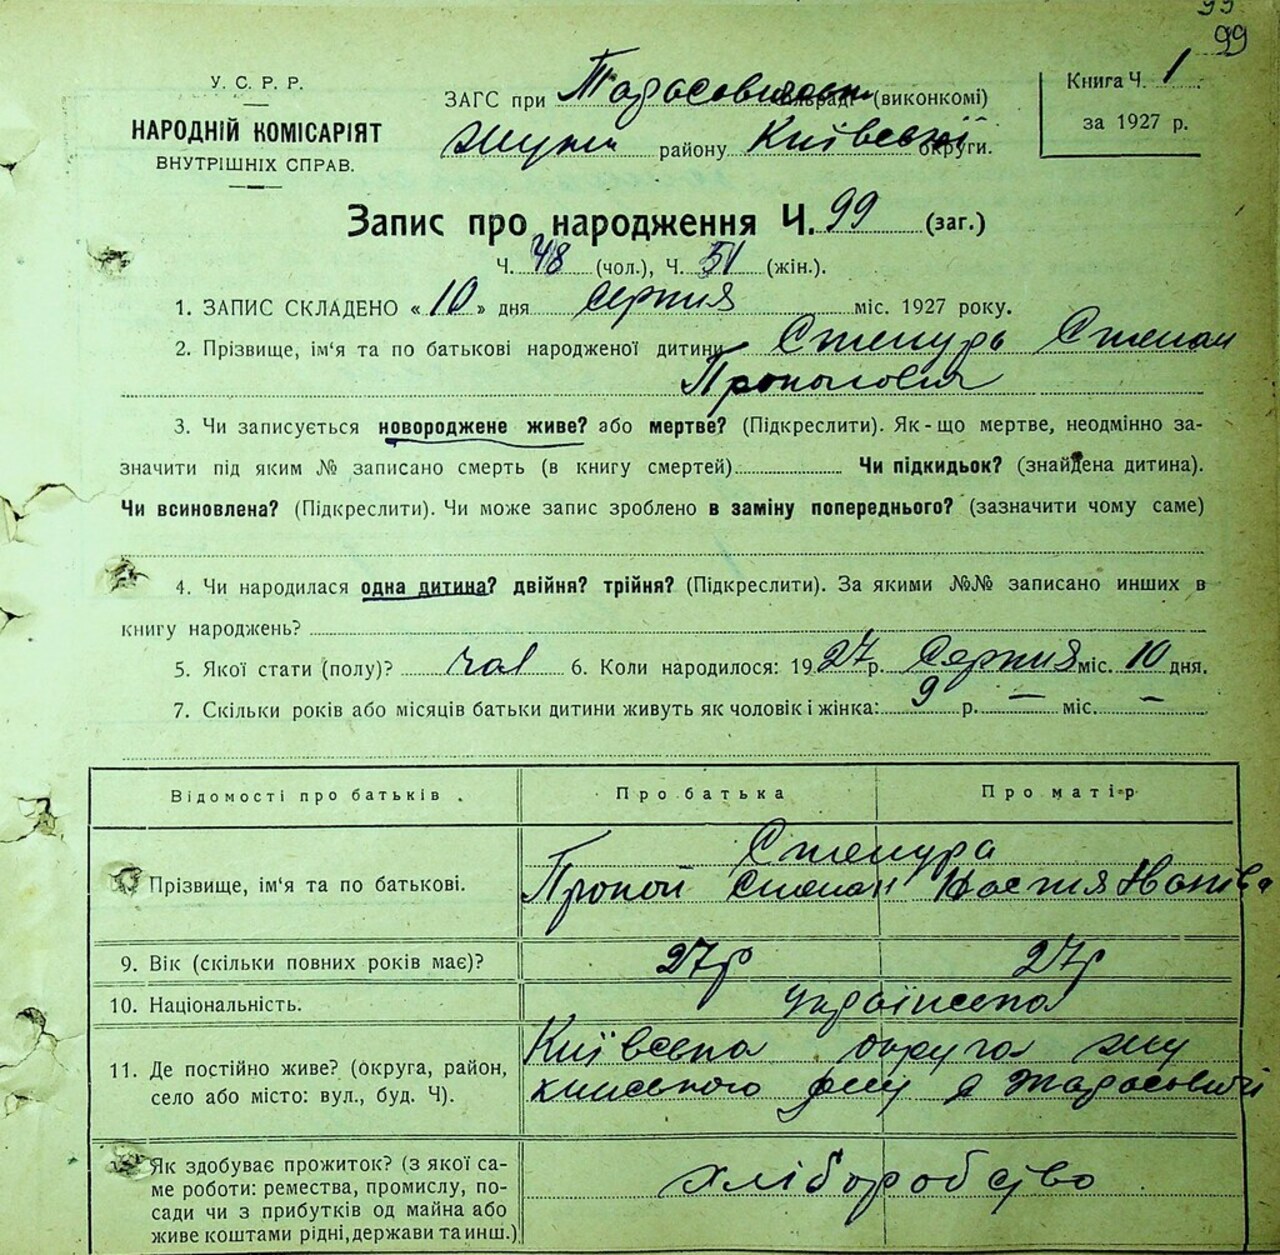 99
У. С. Р. Р.
НАРОДНІЙ КОМІСАРІЯТ
ВНУТРІШНІХ СПРАВ.
ЗАГС при (виконкомі)
району Київської округи.
Книга Ч. 1
за 1927 р.
Запис про народження Ч. 99 (заг.)
Ч. 48 (чол.), Ч. 51 (жін.).
1. ЗАПИС СКЛАДЕНО « 10 » дня серпня міс. 1927 року.
2. Прізвище, ім'я та по батькові народженої дитини Степан
3. Чи записується новороджене живе? або мертве? (Підкреслити). Як-що мертве, неодмінно за-
значити під яким № записано смерть (в книгу смертей) Чи підкидьок? (знайдена дитина).
Чи всиновлена? (Підкреслити). Чи може запис зроблено в заміну попереднього? (зазначити чому саме)
4. Чи народилася одна дитина? двійня? трійня? (Підкреслити). За якими №№ записано инших в
книгу народжень?
5. Якої стати (полу)? чол 6. Коли народилося: 1927 р. Серпня міс. 10 дня.
7. Скільки років або місяців батьки дитини живуть як чоловік і жінка: 9 р. — міс. —
Відомості про батьків.
Про батька
Про матір
Прізвище, ім'я та по батькові.
Прокоп Степан Настя Іванова
9. Вік (скільки повних років має)?
27 р
27 р
10. Національність.
Українська
11. Де постійно живе? (округа, район,
село або місто: вул., буд. Ч).
Київська округа
Як здобуває прожиток? (з якої са-
ме роботи: ремества, промислу, по-
сади чи з прибутків од майна або
живе коштами рідні, держави та инш.)
хліборобство